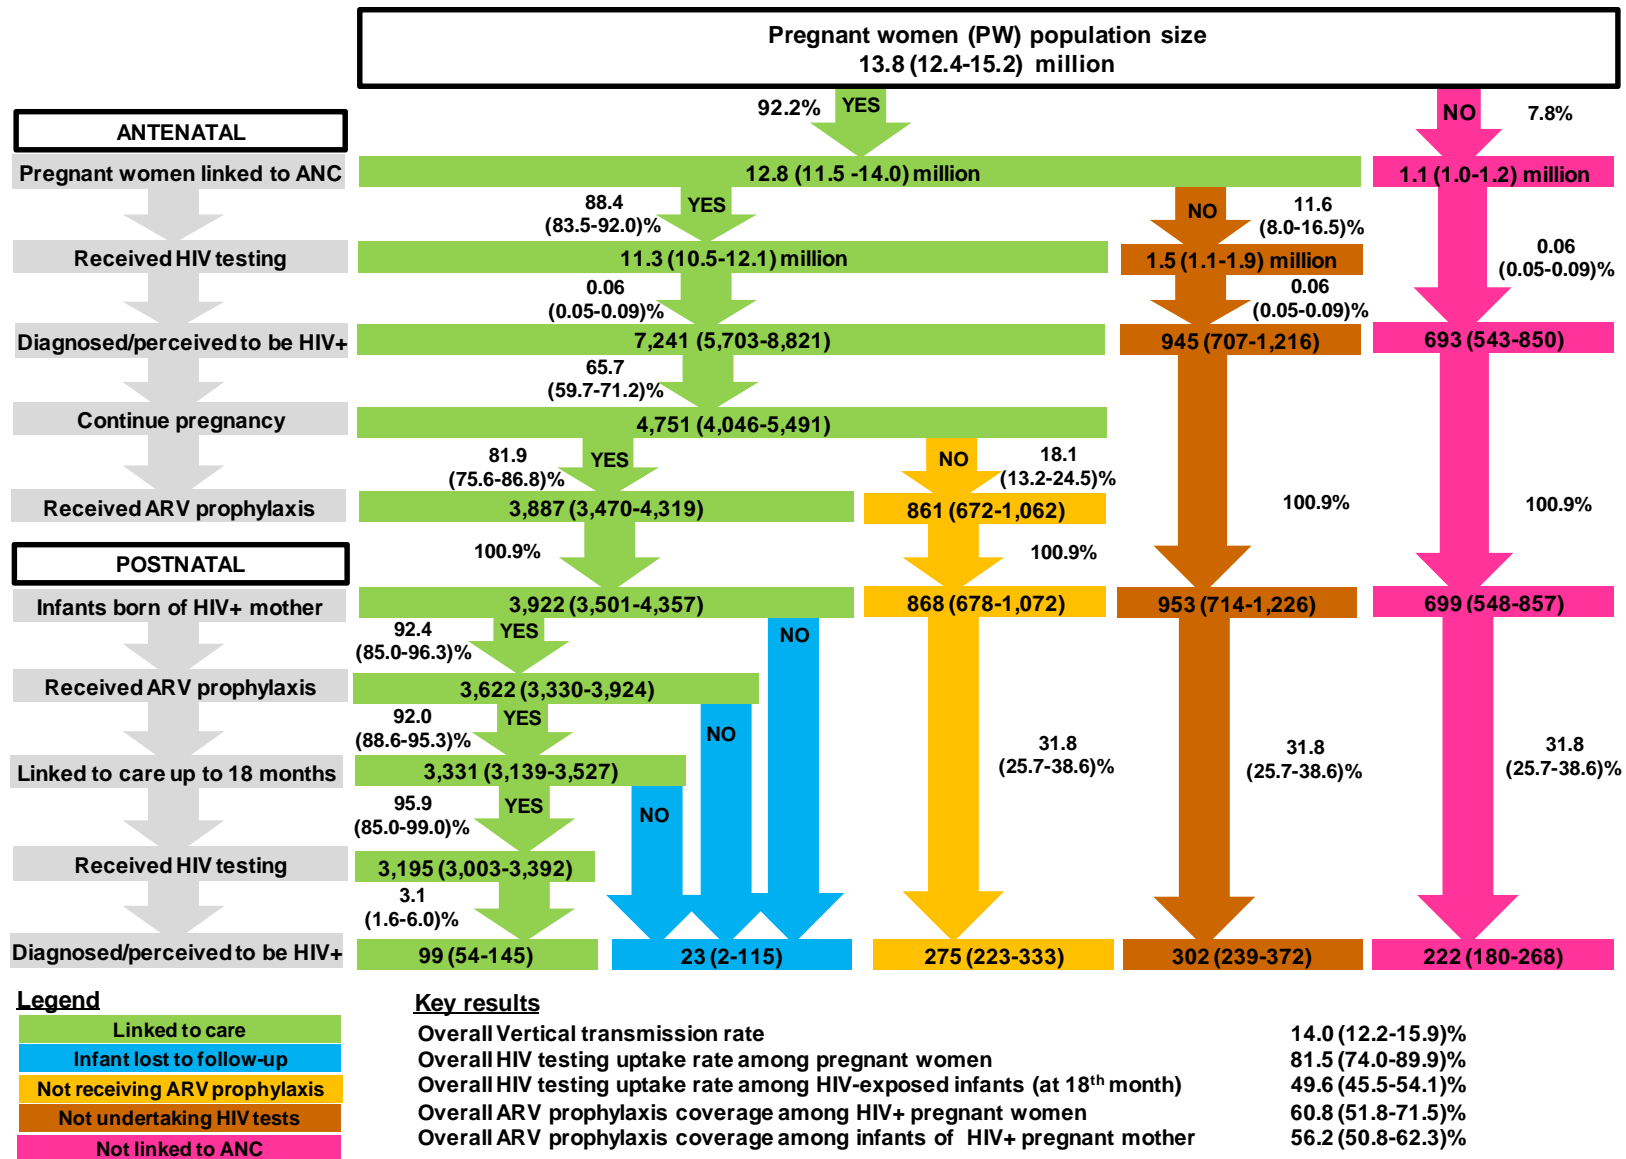 Pregnant women (PW) population size
13.8 (12.4-15.2) million
92.2%
YES
NO
7.8%
ANTENATAL
Pregnant women linked to ANC
12.8 (11.5 -14.0) million
1.1 (1.0-1.2) million
88.4
(83.5-92.0)%
YES
NO
11.6
(8.0-16.5)%
Received HIV testing
11.3 (10.5-12.1) million
1.5 (1.1-1.9) million
0.06
(0.05-0.09)%
0.06
(0.05-0.09)%
0.06
(0.05-0.09)%
Diagnosed/perceived to be HIV+
7,241 (5,703-8,821)
945 (707-1,216)
693 (543-850)
65.7
(59.7-71.2)%
Continue pregnancy
4,751 (4,046-5,491)
81.9
(75.6-86.8)%
YES
NO
18.1
(13.2-24.5)%
Received ARV prophylaxis
3,887 (3,470-4,319)
861 (672-1,062)
100.9%
100.9%
100.9%
100.9%
POSTNATAL
Infants born of HIV+ mother
3,922 (3,501-4,357)
868 (678-1,072)
953 (714-1,226)
699 (548-857)
92.4
(85.0-96.3)%
YES
NO
Received ARV prophylaxis
3,622 (3,330-3,924)
92.0
(88.6-95.3)%
YES
NO
31.8
(25.7-38.6)%
31.8
(25.7-38.6)%
31.8
(25.7-38.6)%
Linked to care up to 18 months
3,331 (3,139-3,527)
95.9
(85.0-99.0)%
YES
NO
Received HIV testing
3,195 (3,003-3,392)
3.1
(1.6-6.0)%
Diagnosed/perceived to be HIV+
99 (54-145)
23 (2-115)
275 (223-333)
302 (239-372)
222 (180-268)
Legend
Linked to care
Infant lost to follow-up
Not receiving ARV prophylaxis
Not undertaking HIV tests
Not linked to ANC
Key results
Overall Vertical transmission rate 14.0 (12.2-15.9)%
Overall HIV testing uptake rate among pregnant women 81.5 (74.0-89.9)%
Overall HIV testing uptake rate among HIV-exposed infants (at 18th month) 49.6 (45.5-54.1)%
Overall ARV prophylaxis coverage among HIV+ pregnant women 60.8 (51.8-71.5)%
Overall ARV prophylaxis coverage among infants of HIV+ pregnant mother 56.2 (50.8-62.3)%